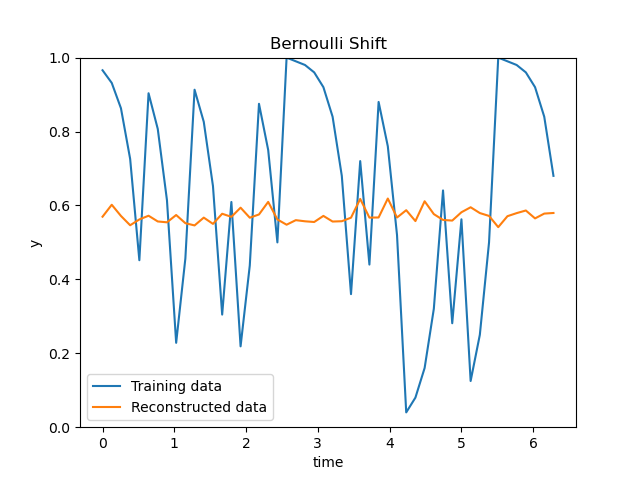 Bernoulli Shift
1.0
0.8
0.6
0.4
0.2
0.0
y
Training data
Reconstructed data
0 1 2 3 4 5 6
time